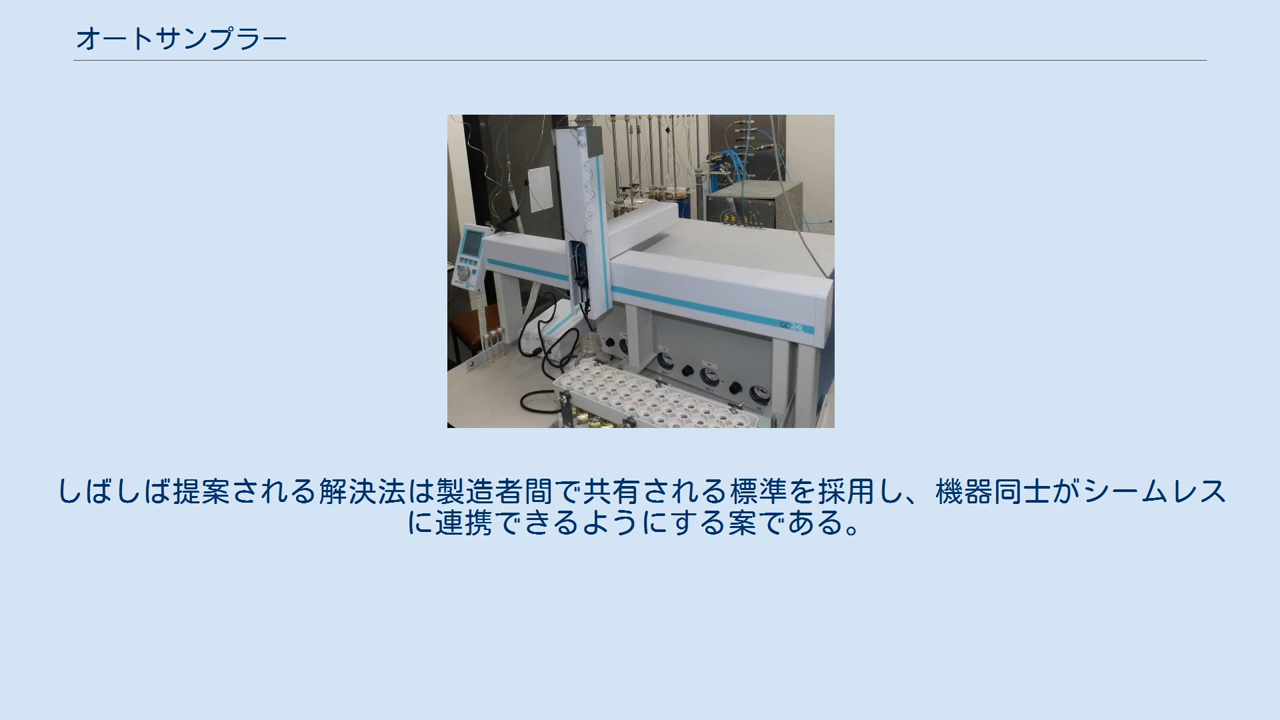 オートサンプラー
しばしば提案される解決法は製造者間で共有される標準を採用し、機器同士がシームレス
に連携できるようにする案である。